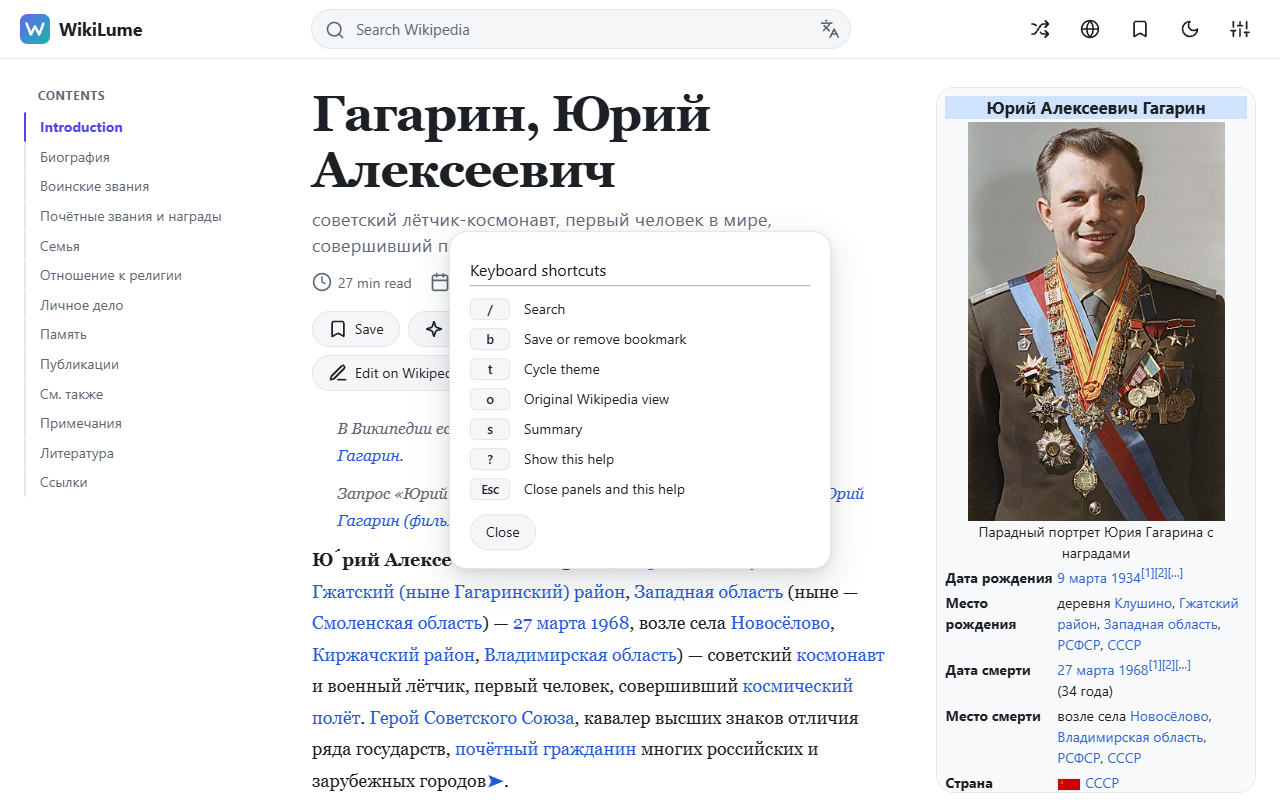 WikiLume
Search Wikipedia
CONTENTS
Introduction
Биография
Воинские звания
Почётные звания и награды
Семья
Отношение к религии
Личное дело
Память
Публикации
См. также
Примечания
Литература
Ссылки
Гагарин, Юрий
Алексеевич
советский лётчик-космонавт, первый человек в мире,
совершивший
27 min read
Save
Edit on
В Википедии
Гагарин.
Запрос «Юрий
Юрий
Гагарин
Ю́рий
Гжатский (ныне Гагаринский) район, Западная область (ныне —
Смоленская область) — 27 марта 1968, возле села Новосёлово,
Киржачский район, Владимирская область) — советский космонавт
и военный лётчик, первый человек, совершивший космический
полёт. Герой Советского Союза, кавалер высших знаков отличия
ряда государств, почётный гражданин многих российских и
зарубежных городов➤.
Keyboard shortcuts
/ Search
b Save or remove bookmark
t Cycle theme
o Original Wikipedia view
s Summary
? Show this help
Esc Close panels and this help
Close
Юрий Алексеевич Гагарин
Парадный портрет Юрия Гагарина с
наградами
Дата рождения 9 марта 1934[1][2][...]
Место рождения деревня Клушино, Гжатский
район, Западная область,
РСФСР, СССР
Дата смерти 27 марта 1968[1][2][...]
(34 года)
Место смерти возле села Новосёлово,
Владимирская область,
РСФСР, СССР
Страна СССР